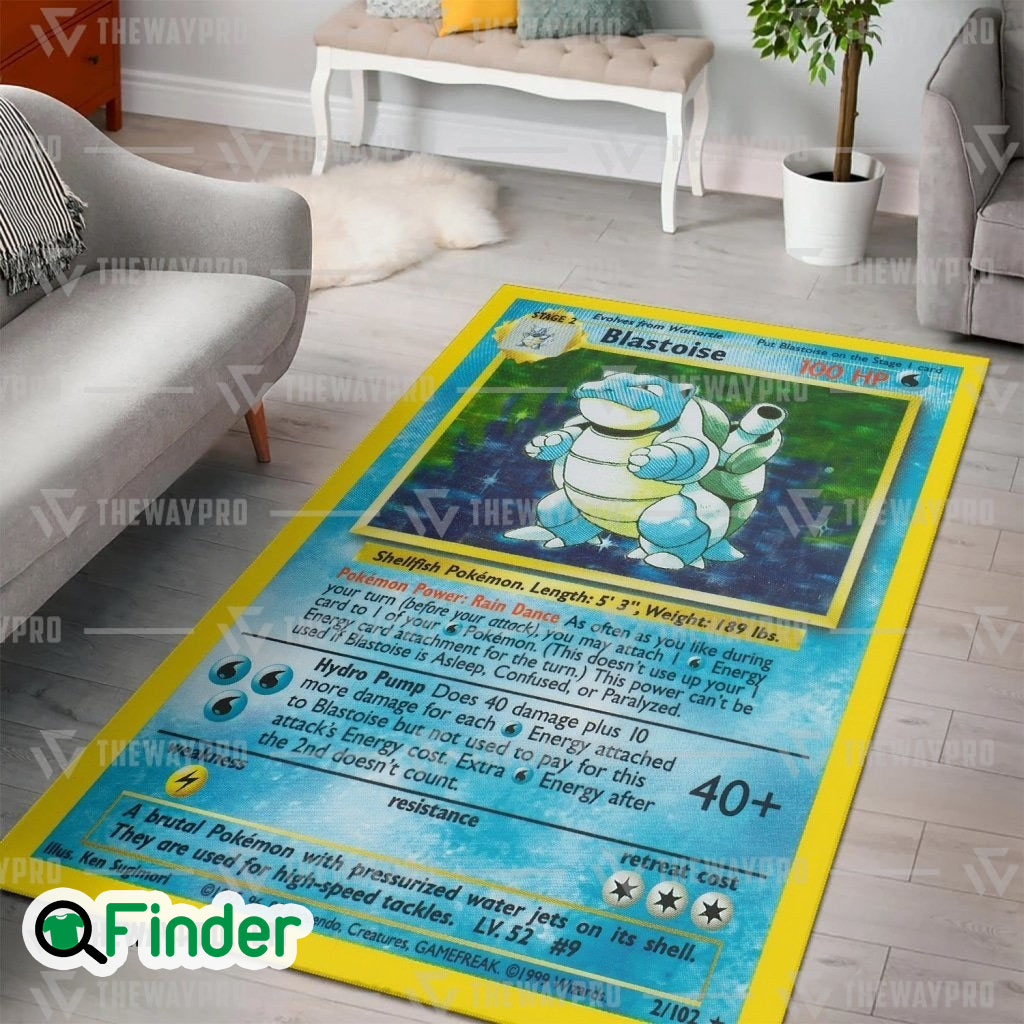 THEWAYPRO
STAGE 2
Evolves from Wartortle
Put Blastoise on the Stage 1 card
Blastoise
100 HP
Shellfish Pokémon. Length: 5' 3", Weight: 189 lbs.
Pokémon Power: Rain Dance As often as you like during
your turn (before your attack), you may attach 1 Energy
card to 1 of your Pokémon. (This doesn't use up your 1
Energy card attachment for the turn.) This power can't be
used if Blastoise is Asleep, Confused, or Paralyzed.
Hydro Pump Does 40 damage plus 10
more damage for each Energy attached
to Blastoise but not used to pay for this
attack's Energy cost. Extra Energy after
the 2nd doesn't count.
40+
weakness
resistance
retreat cost
A brutal Pokémon with pressurized water jets on its shell.
They are used for high-speed tackles. LV. 52 #9
Illus. Ken Sugimori
Creatures, GAMEFREAK. ©1999 Wizards
2/102 ★
Finder